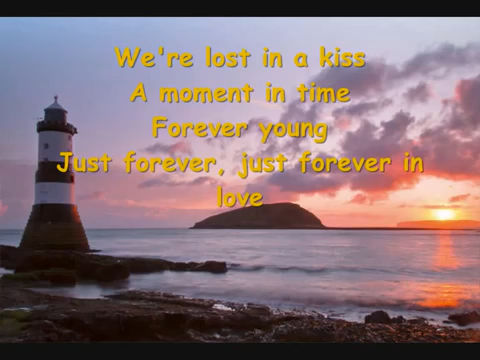 We're lost in a kiss
A moment in time
Forever young
Just forever, just forever in
love